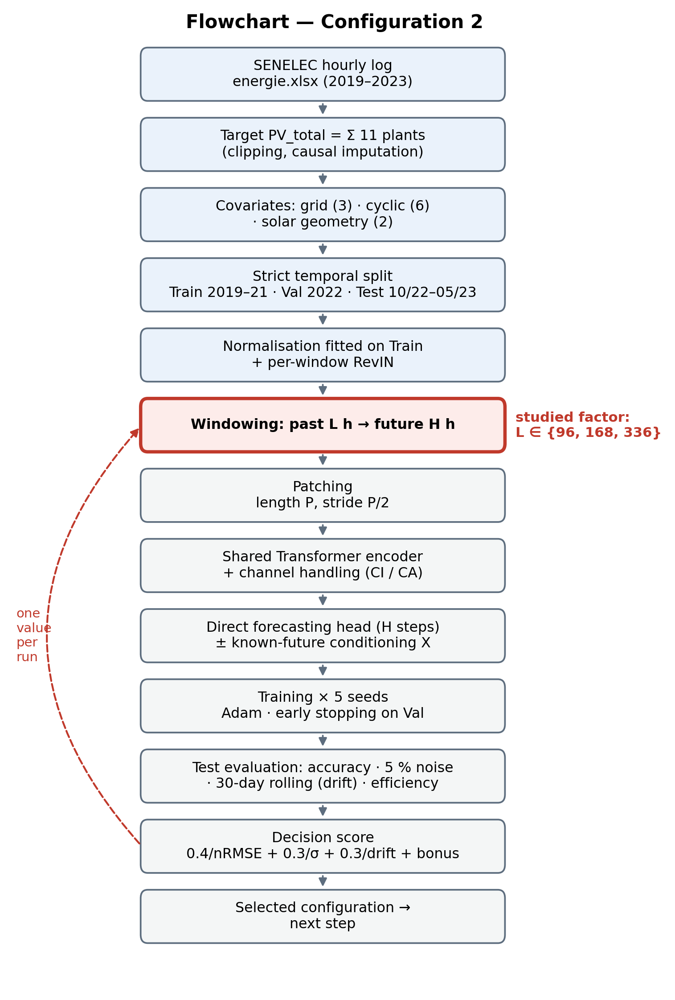 Flowchart — Configuration 2
SENELEC hourly log
energie.xlsx (2019–2023)
Target PV_total = Σ 11 plants
(clipping, causal imputation)
Covariates: grid (3) · cyclic (6)
· solar geometry (2)
Strict temporal split
Train 2019–21 · Val 2022 · Test 10/22–05/23
Normalisation fitted on Train
+ per-window RevIN
Windowing: past L h → future H h
studied factor:
L ∈ {96, 168, 336}
Patching
length P, stride P/2
Shared Transformer encoder
+ channel handling (CI / CA)
one
value
per
run
Direct forecasting head (H steps)
± known-future conditioning X
Training × 5 seeds
Adam · early stopping on Val
Test evaluation: accuracy · 5 % noise
· 30-day rolling (drift) · efficiency
Decision score
0.4/nRMSE + 0.3/σ + 0.3/drift + bonus
Selected configuration →
next step